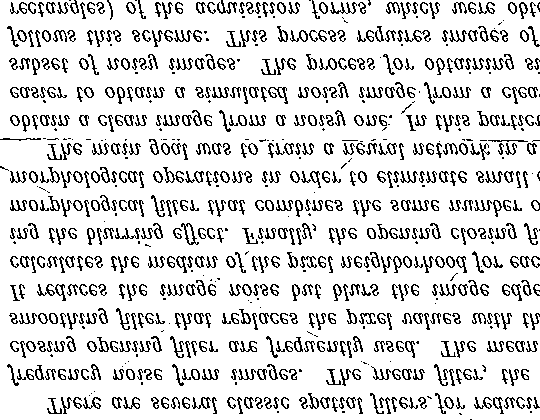 There are several classic spatial filters for reducin
frequency noise from images. The mean filter, the
closing opening filter are frequently used. The mean
smoothing filter that replaces the pixel values with th
It reduces the image noise but blurs the image edge
calculates the median of the pixel neighborhood for eac
ing the blurring effect. Finally, the opening closing fi
morphological filter that combines the same number o
morphological operations in order to eliminate small
The main goal was to train a neural network in a
obtain a clean image from a noisy one. In this partic
easier to obtain a simulated noisy image from a clea
subset of noisy images. The process for obtaining si
follows this scheme: This process requires images of
rectangles) of the acquisition forms, which were obt